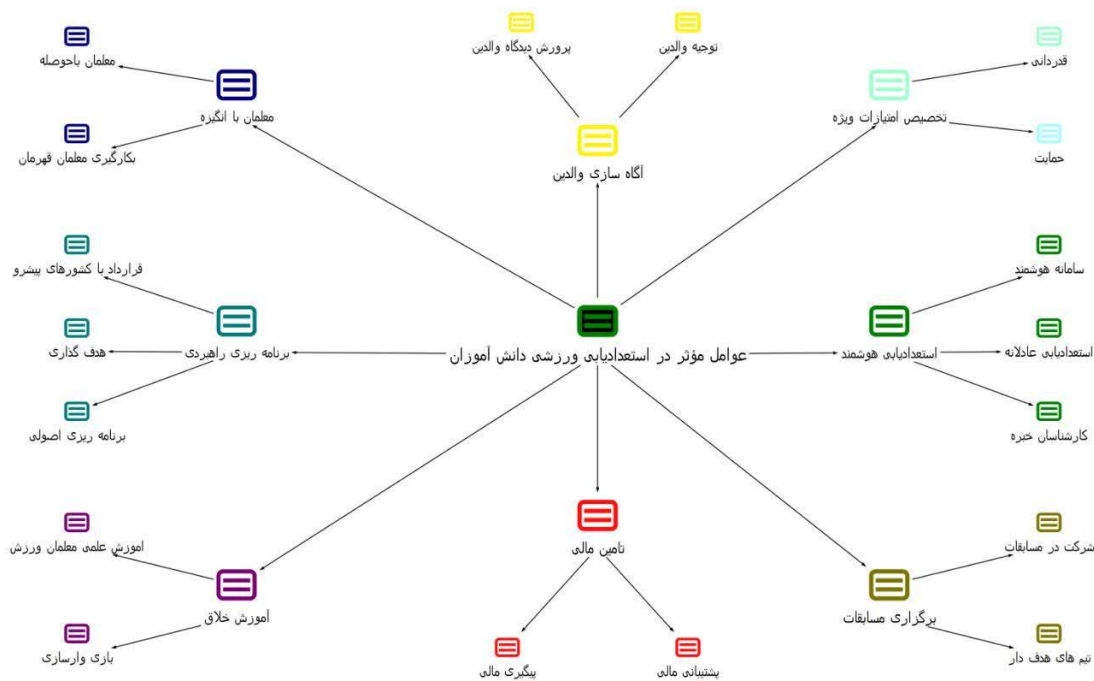 توجیه والدین
پرورش دیدگاه والدین
آگاه سازی والدین
قدردانی
تخصیص امتیازات ویژه
حمایت
معلمان باحوصله
معلمان با انگیزه
بکارگیری معلمان قهرمان
سامانه هوشمند
استعدادیابی هوشمند
استعدادیابی عادلانه
کارشناسان خبره
عوامل مؤثر در استعدادیابی ورزشی دانش آموزان
قرارداد با کشورهای پیشرو
برنامه ریزی راهبردی
هدف گذاری
برنامه ریزی اصولی
شرکت در مسابقات
برگزاری مسابقات
تیم های هدف دار
تامین مالی
پشتیبانی مالی
پیگیری مالی
اموزش علمی معلمان ورزش
آموزش خلاق
بازی وارسازی